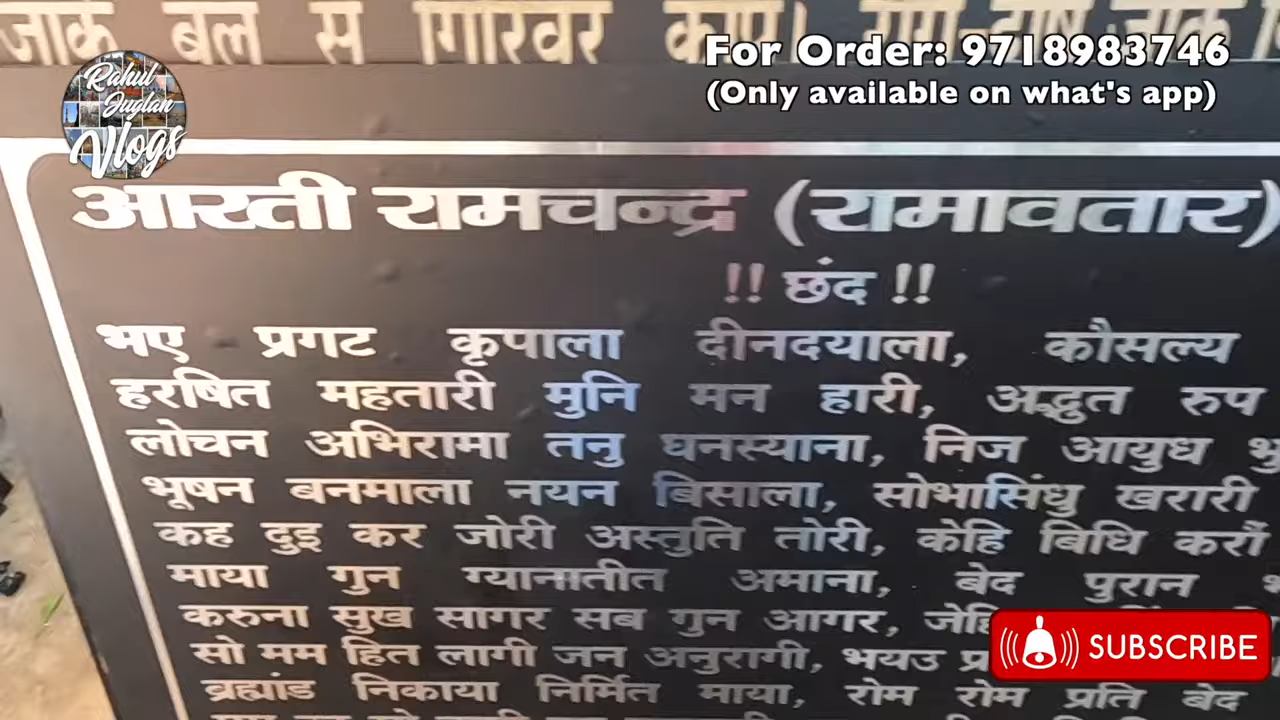 जाकें बल से गिरिवर कांपे। रोग-दोष जाके
For Order: 9718983746
(Only available on what's app)
Rahul Juglan Vlogs
आरती रामचन्द्र (रामावतार)
!! छंद !!
भए प्रगट कृपाला दीनदयाला, कौसल्य
हरषित महतारी मुनि मन हारी, अद्भुत रुप
लोचन अभिरामा तनु घनस्याना, निज आयुध भु
भूषन बनमाला नयन बिसाला, सोभासिंधु खरारी
कह दुइ कर जोरी अस्तुति तोरी, केहि बिधि करौं
माया गुन ग्यानातीत अमाना, बेद पुरान
करुना सुख सागर सब गुन आगर, जेहि
सो मम हित लागी जन अनुरागी, भयउ
ब्रह्मांड निकाया निर्मित माया, रोम रोम प्रति बेद
SUBSCRIBE